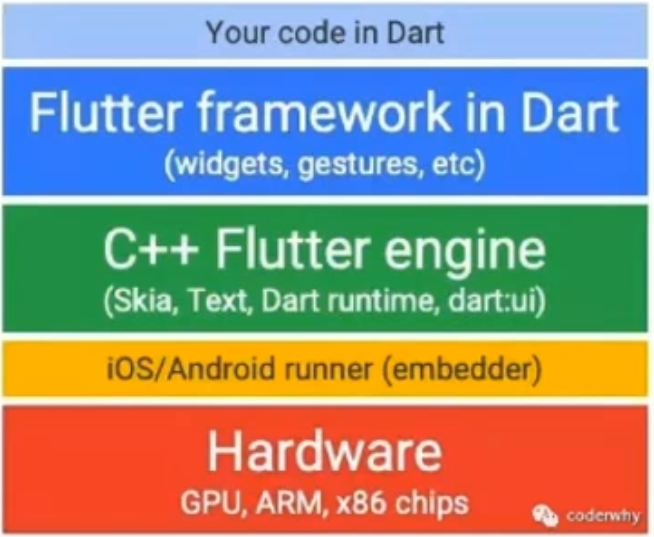 Your code in Dart
Flutter framework in Dart
(widgets, gestures, etc)
C++ Flutter engine
(Skia, Text, Dart runtime, dart:ui)
iOS/Android runner (embedder)
Hardware
GPU, ARM, x86 chips
coderwhy